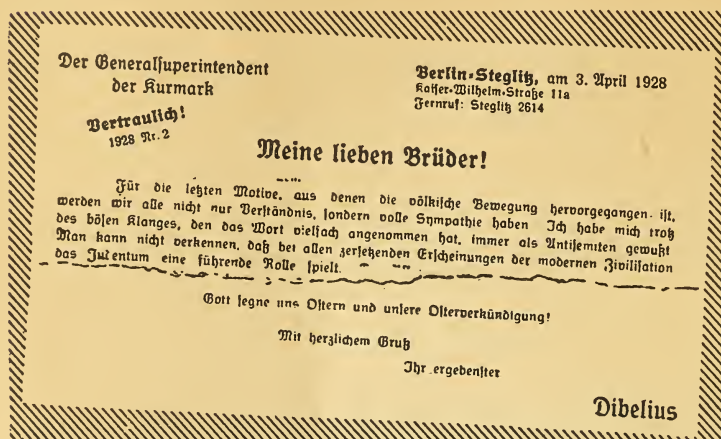 Der Generalsuperintendent
der Kurmark
Vertraulich!
1928 Nr. 2
Berlin-Steglitz, am 3. April 1928
Kaiser-Wilhelm-Straße 11a
Fernruf: Steglitz 2614
Meine lieben Brüder!
Für die letzten Motive, aus denen die völkische Bewegung hervorgegangen ist,
werden wir alle nicht nur Verständnis, sondern volle Sympathie haben Ich habe mich trotz
des bösen Klanges, den das Wort vielfach angenommen hat, immer als Antisemiten gewußt
Man kann nicht verkennen, daß bei allen zersetzenden Erscheinungen der modernen Zivilisation
das Judentum eine führende Rolle spielt.
Gott segne uns Ostern und unsere Osterverkündigung!
Mit herzlichem Gruß
Ihr ergebenster
Dibelius